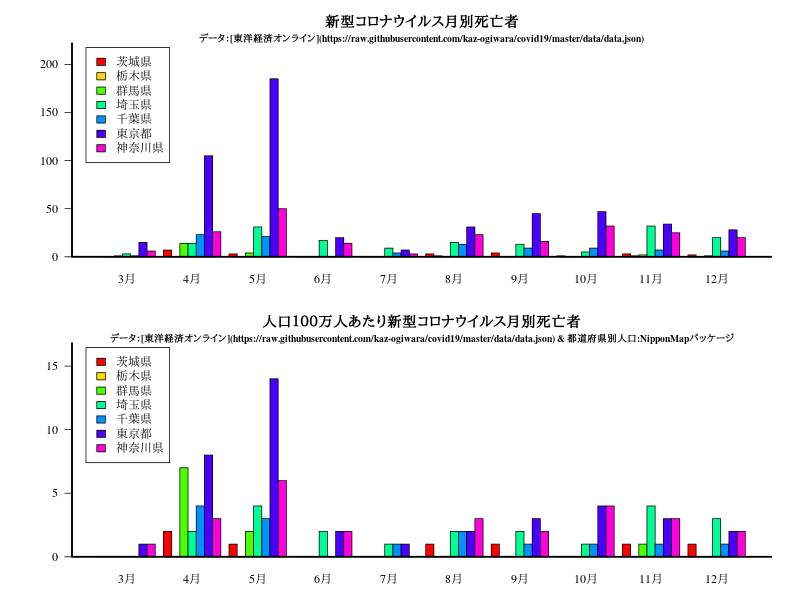 新型コロナウイルス月別死亡者
データ:[東洋経済オンライン](https://raw.githubusercontent.com/kaz-ogiwara/covid19/master/data/data.json)
200
150
100
50
0
茨城県
栃木県
群馬県
埼玉県
千葉県
東京都
神奈川県
3月 4月 5月 6月 7月 8月 9月 10月 11月 12月
人口100万人あたり新型コロナウイルス月別死亡者
データ:[東洋経済オンライン](https://raw.githubusercontent.com/kaz-ogiwara/covid19/master/data/data.json) & 都道府県別人口:NipponMapパッケージ
15
10
5
0
茨城県
栃木県
群馬県
埼玉県
千葉県
東京都
神奈川県
3月 4月 5月 6月 7月 8月 9月 10月 11月 12月